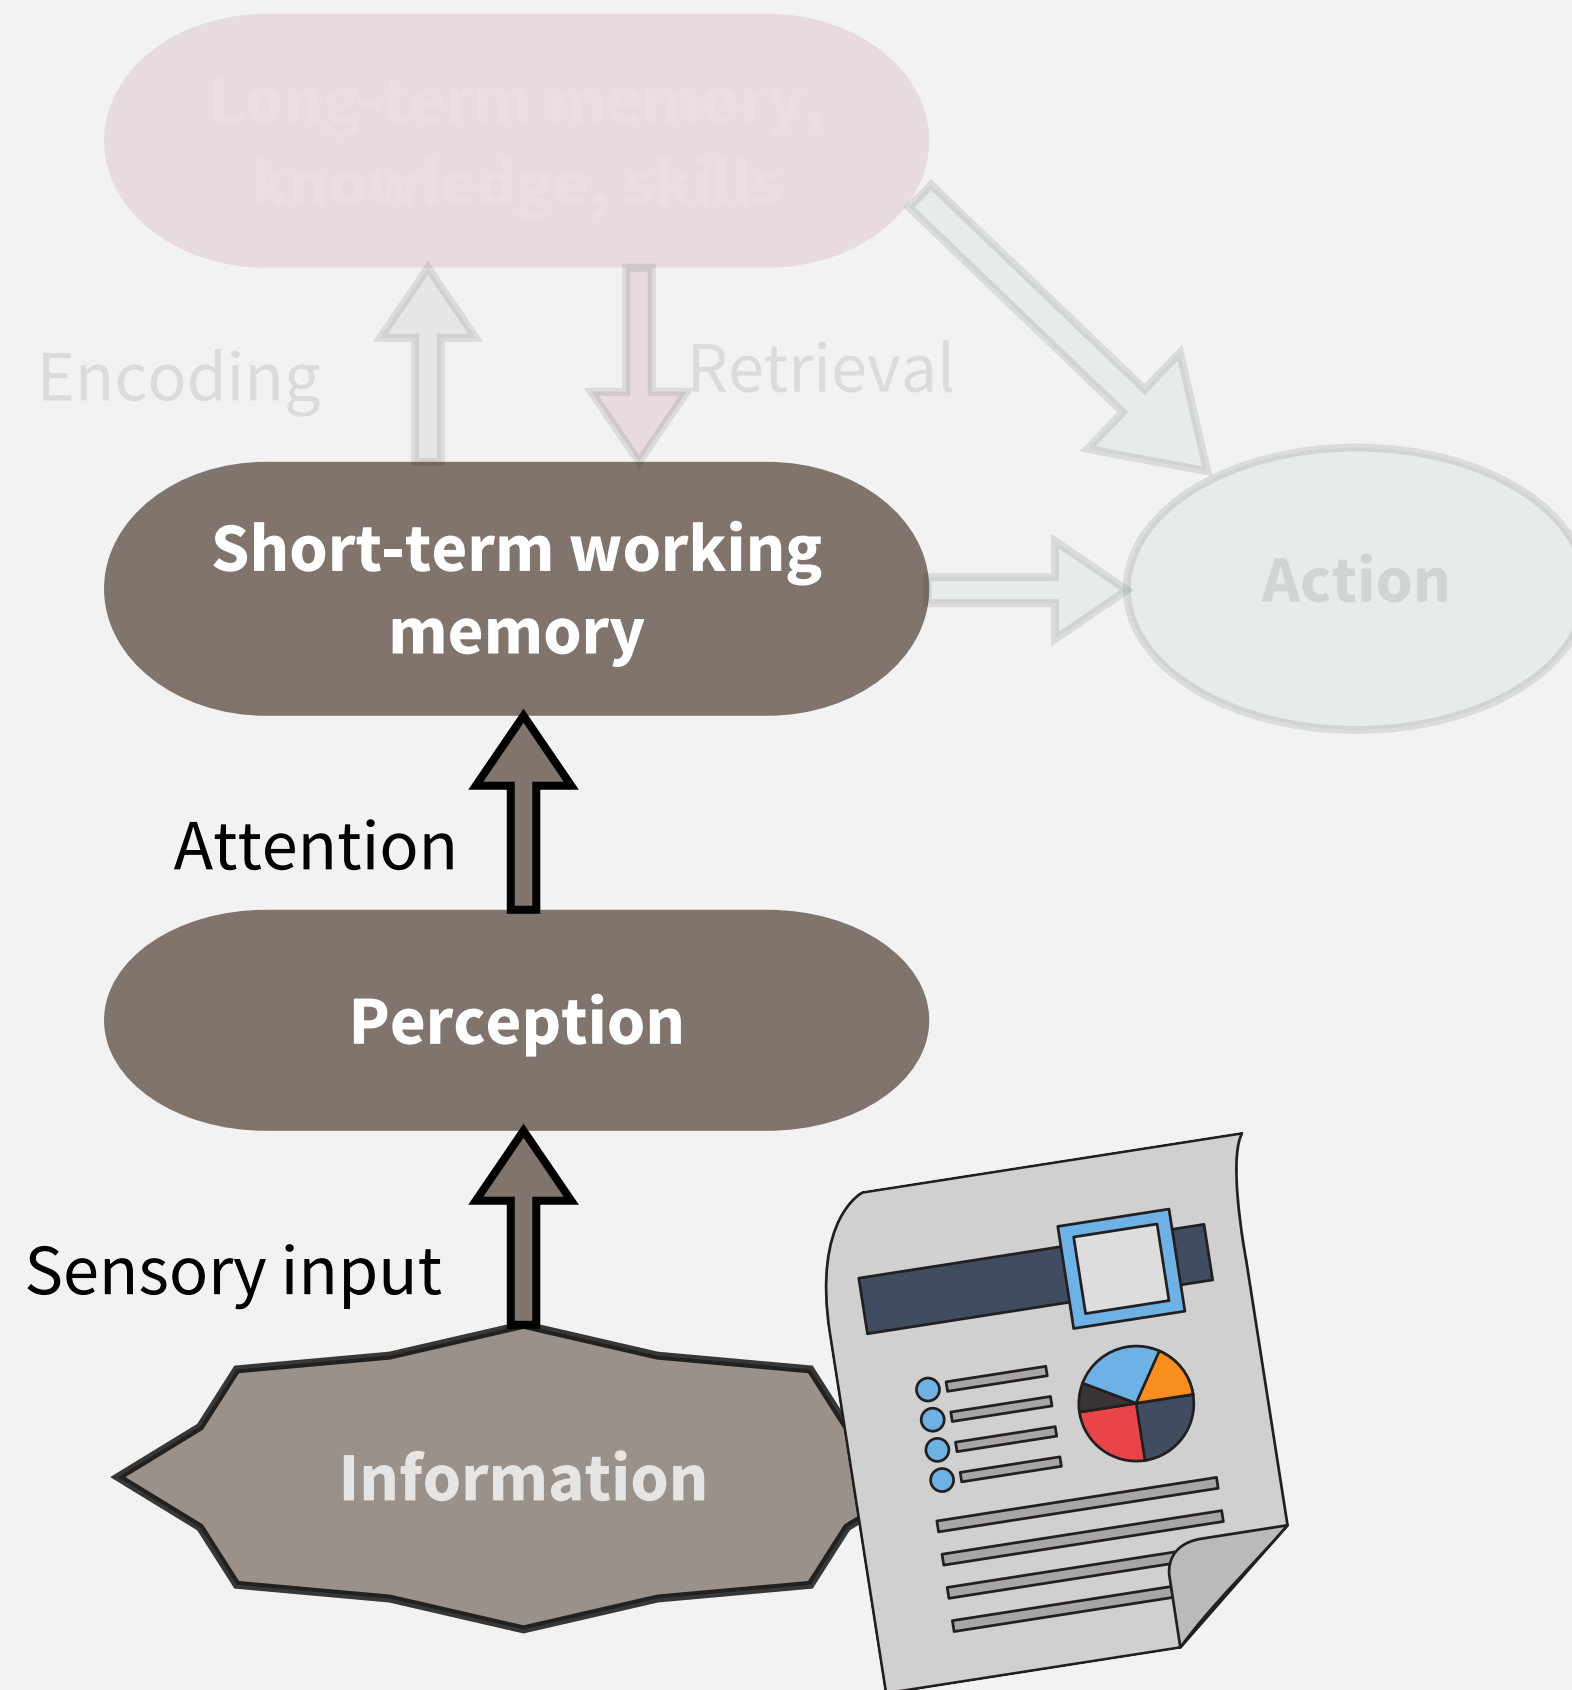 Long-term memory,
knowledge, skills
Encoding
Retrieval
Short-term working
memory
Action
Attention
Perception
Sensory input
Information